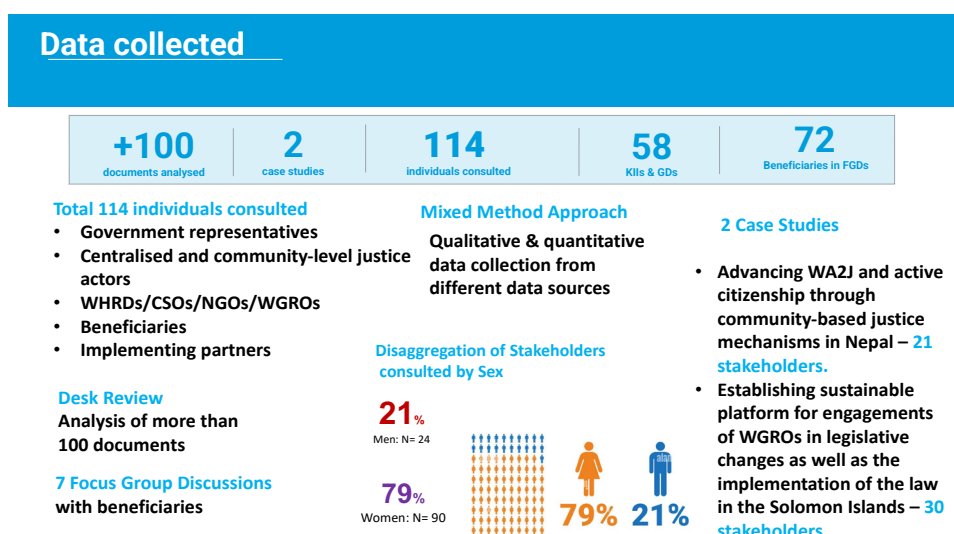 Data collected
+100
documents analysed
2
case studies
114
individuals consulted
58
KIIs & GDs
72
Beneficiaries in FGDs
Total 114 individuals consulted
• Government representatives
• Centralised and community-level justice
actors
• WHRDs/CSOs/NGOs/WGROs
• Beneficiaries
• Implementing partners
Desk Review
Analysis of more than
100 documents
7 Focus Group Discussions
with beneficiaries
Mixed Method Approach
Qualitative & quantitative
data collection from
different data sources
Disaggregation of Stakeholders
consulted by Sex
21%
Men: N= 24
79%
Women: N= 90
79% 21%
2 Case Studies
• Advancing WA2J and active
citizenship through
community-based justice
mechanisms in Nepal – 21
stakeholders.
• Establishing sustainable
platform for engagements
of WGROs in legislative
changes as well as the
implementation of the law
in the Solomon Islands – 30
stakeholders